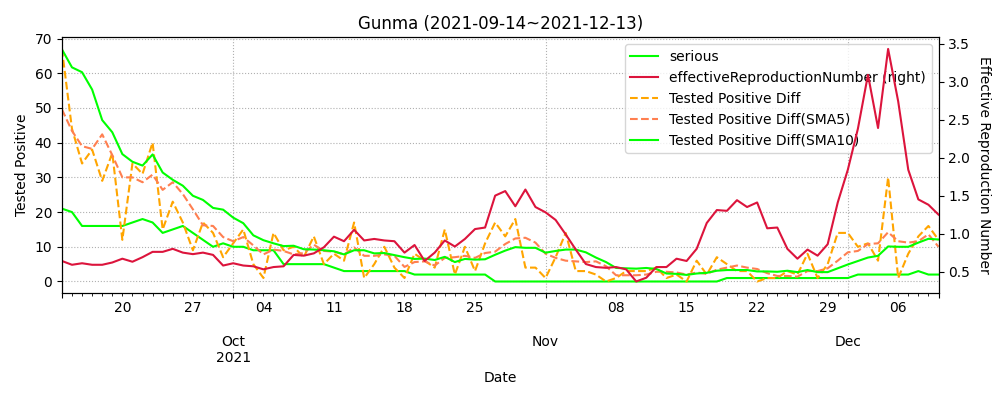 Gunma (2021-09-14~2021-12-13)
70
60
50
40
30
20
10
0
Tested Positive
3.5
3.0
2.5
2.0
1.5
1.0
0.5
Effective Reproduction Number
serious
effectiveReproductionNumber (right)
Tested Positive Diff
Tested Positive Diff(SMA5)
Tested Positive Diff(SMA10)
20 27 04 11 18 25 08 15 22 29 06
Oct Nov Dec
2021
Date